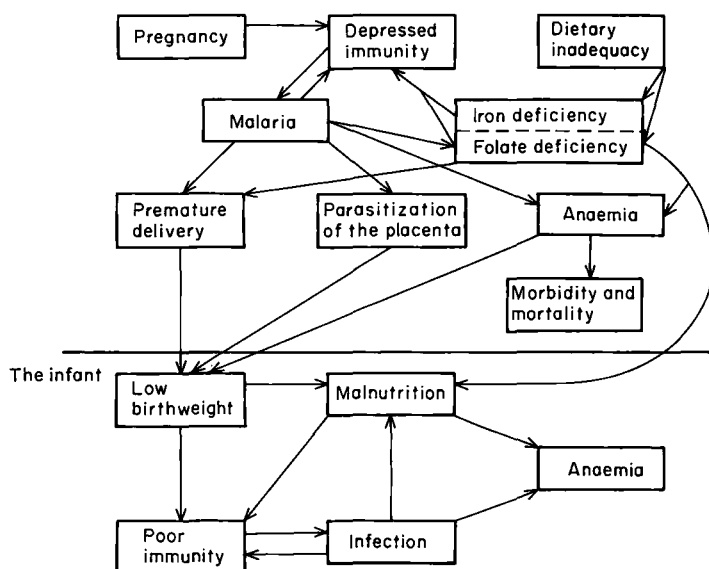 Pregnancy
Depressed
immunity
Dietary
inadequacy
Malaria
Iron deficiency
Folate deficiency
Premature
delivery
Parasitization
of the placenta
Anaemia
Morbidity and
mortality
The infant
Low
birthweight
Malnutrition
Anaemia
Poor
immunity
Infection